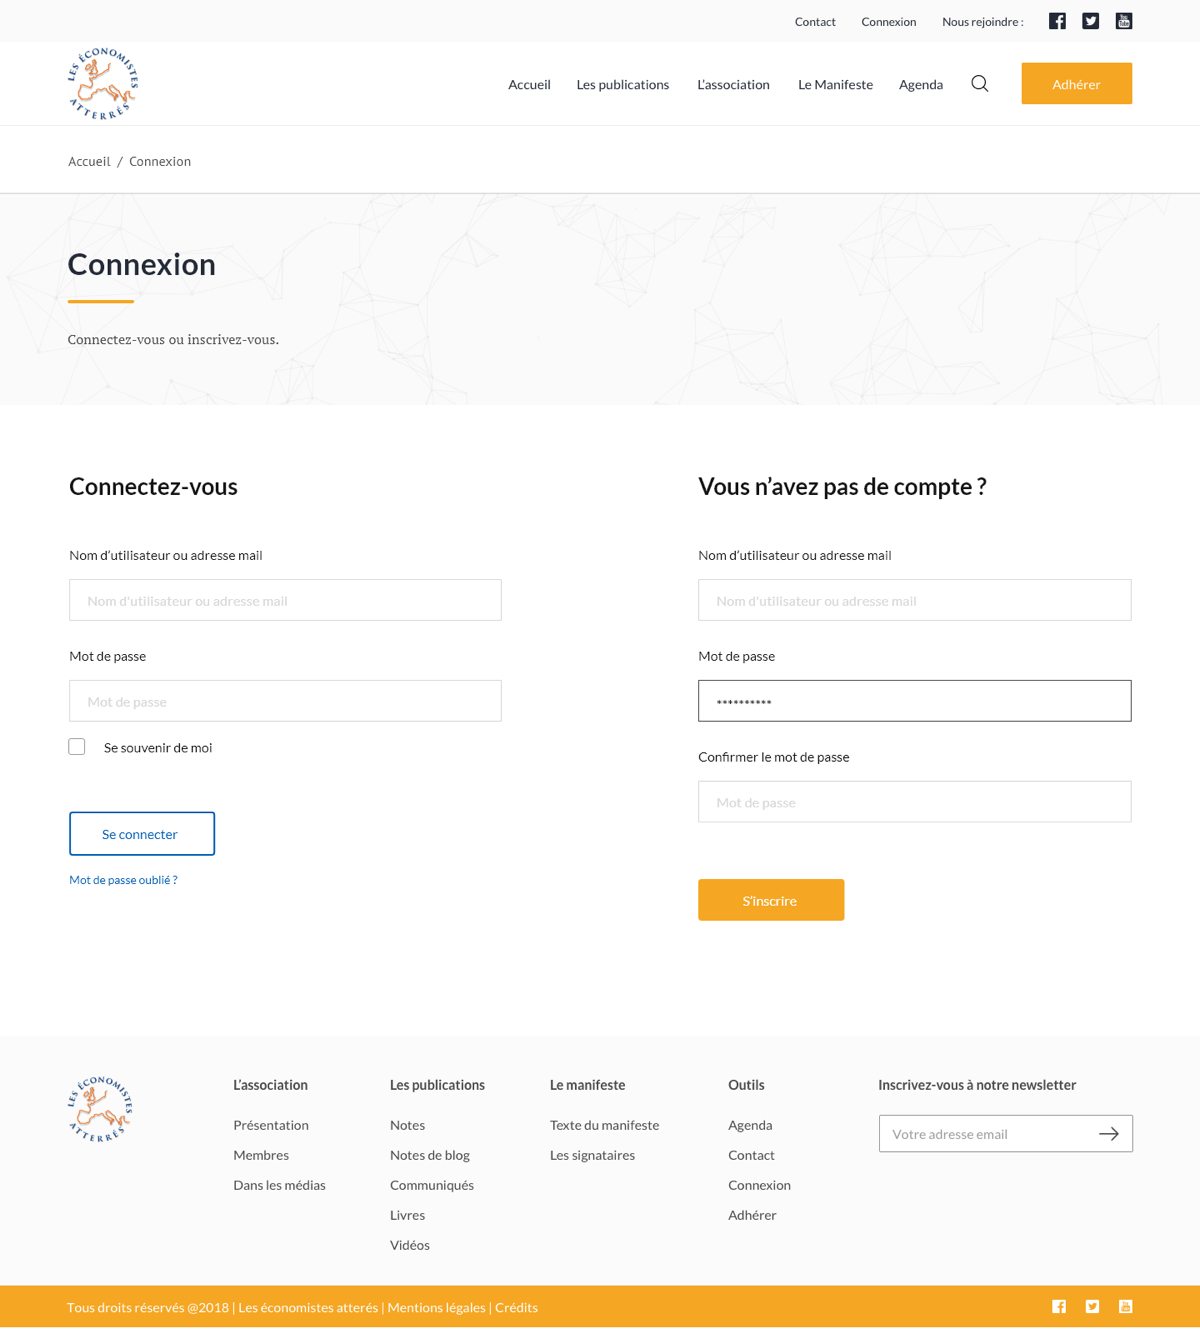 Contact Connexion Nous rejoindre :
LES ÉCONOMISTES ATTERRÉS
Accueil Les publications L'association Le Manifeste Agenda Adhérer
Accueil / Connexion
Connexion
Connectez-vous ou inscrivez-vous.
Connectez-vous
Nom d'utilisateur ou adresse mail
Nom d'utilisateur ou adresse mail
Mot de passe
Mot de passe
Se souvenir de moi
Se connecter
Mot de passe oublié ?
Vous n'avez pas de compte ?
Nom d'utilisateur ou adresse mail
Nom d'utilisateur ou adresse mail
Mot de passe
**********
Confirmer le mot de passe
Mot de passe
S'inscrire
LES ÉCONOMISTES ATTERRÉS
L'association
Présentation
Membres
Dans les médias
Les publications
Notes
Notes de blog
Communiqués
Livres
Vidéos
Le manifeste
Texte du manifeste
Les signataires
Outils
Agenda
Contact
Connexion
Adhérer
Inscrivez-vous à notre newsletter
Votre adresse email
Tous droits réservés @2018 | Les économistes atterés | Mentions légales | Crédits